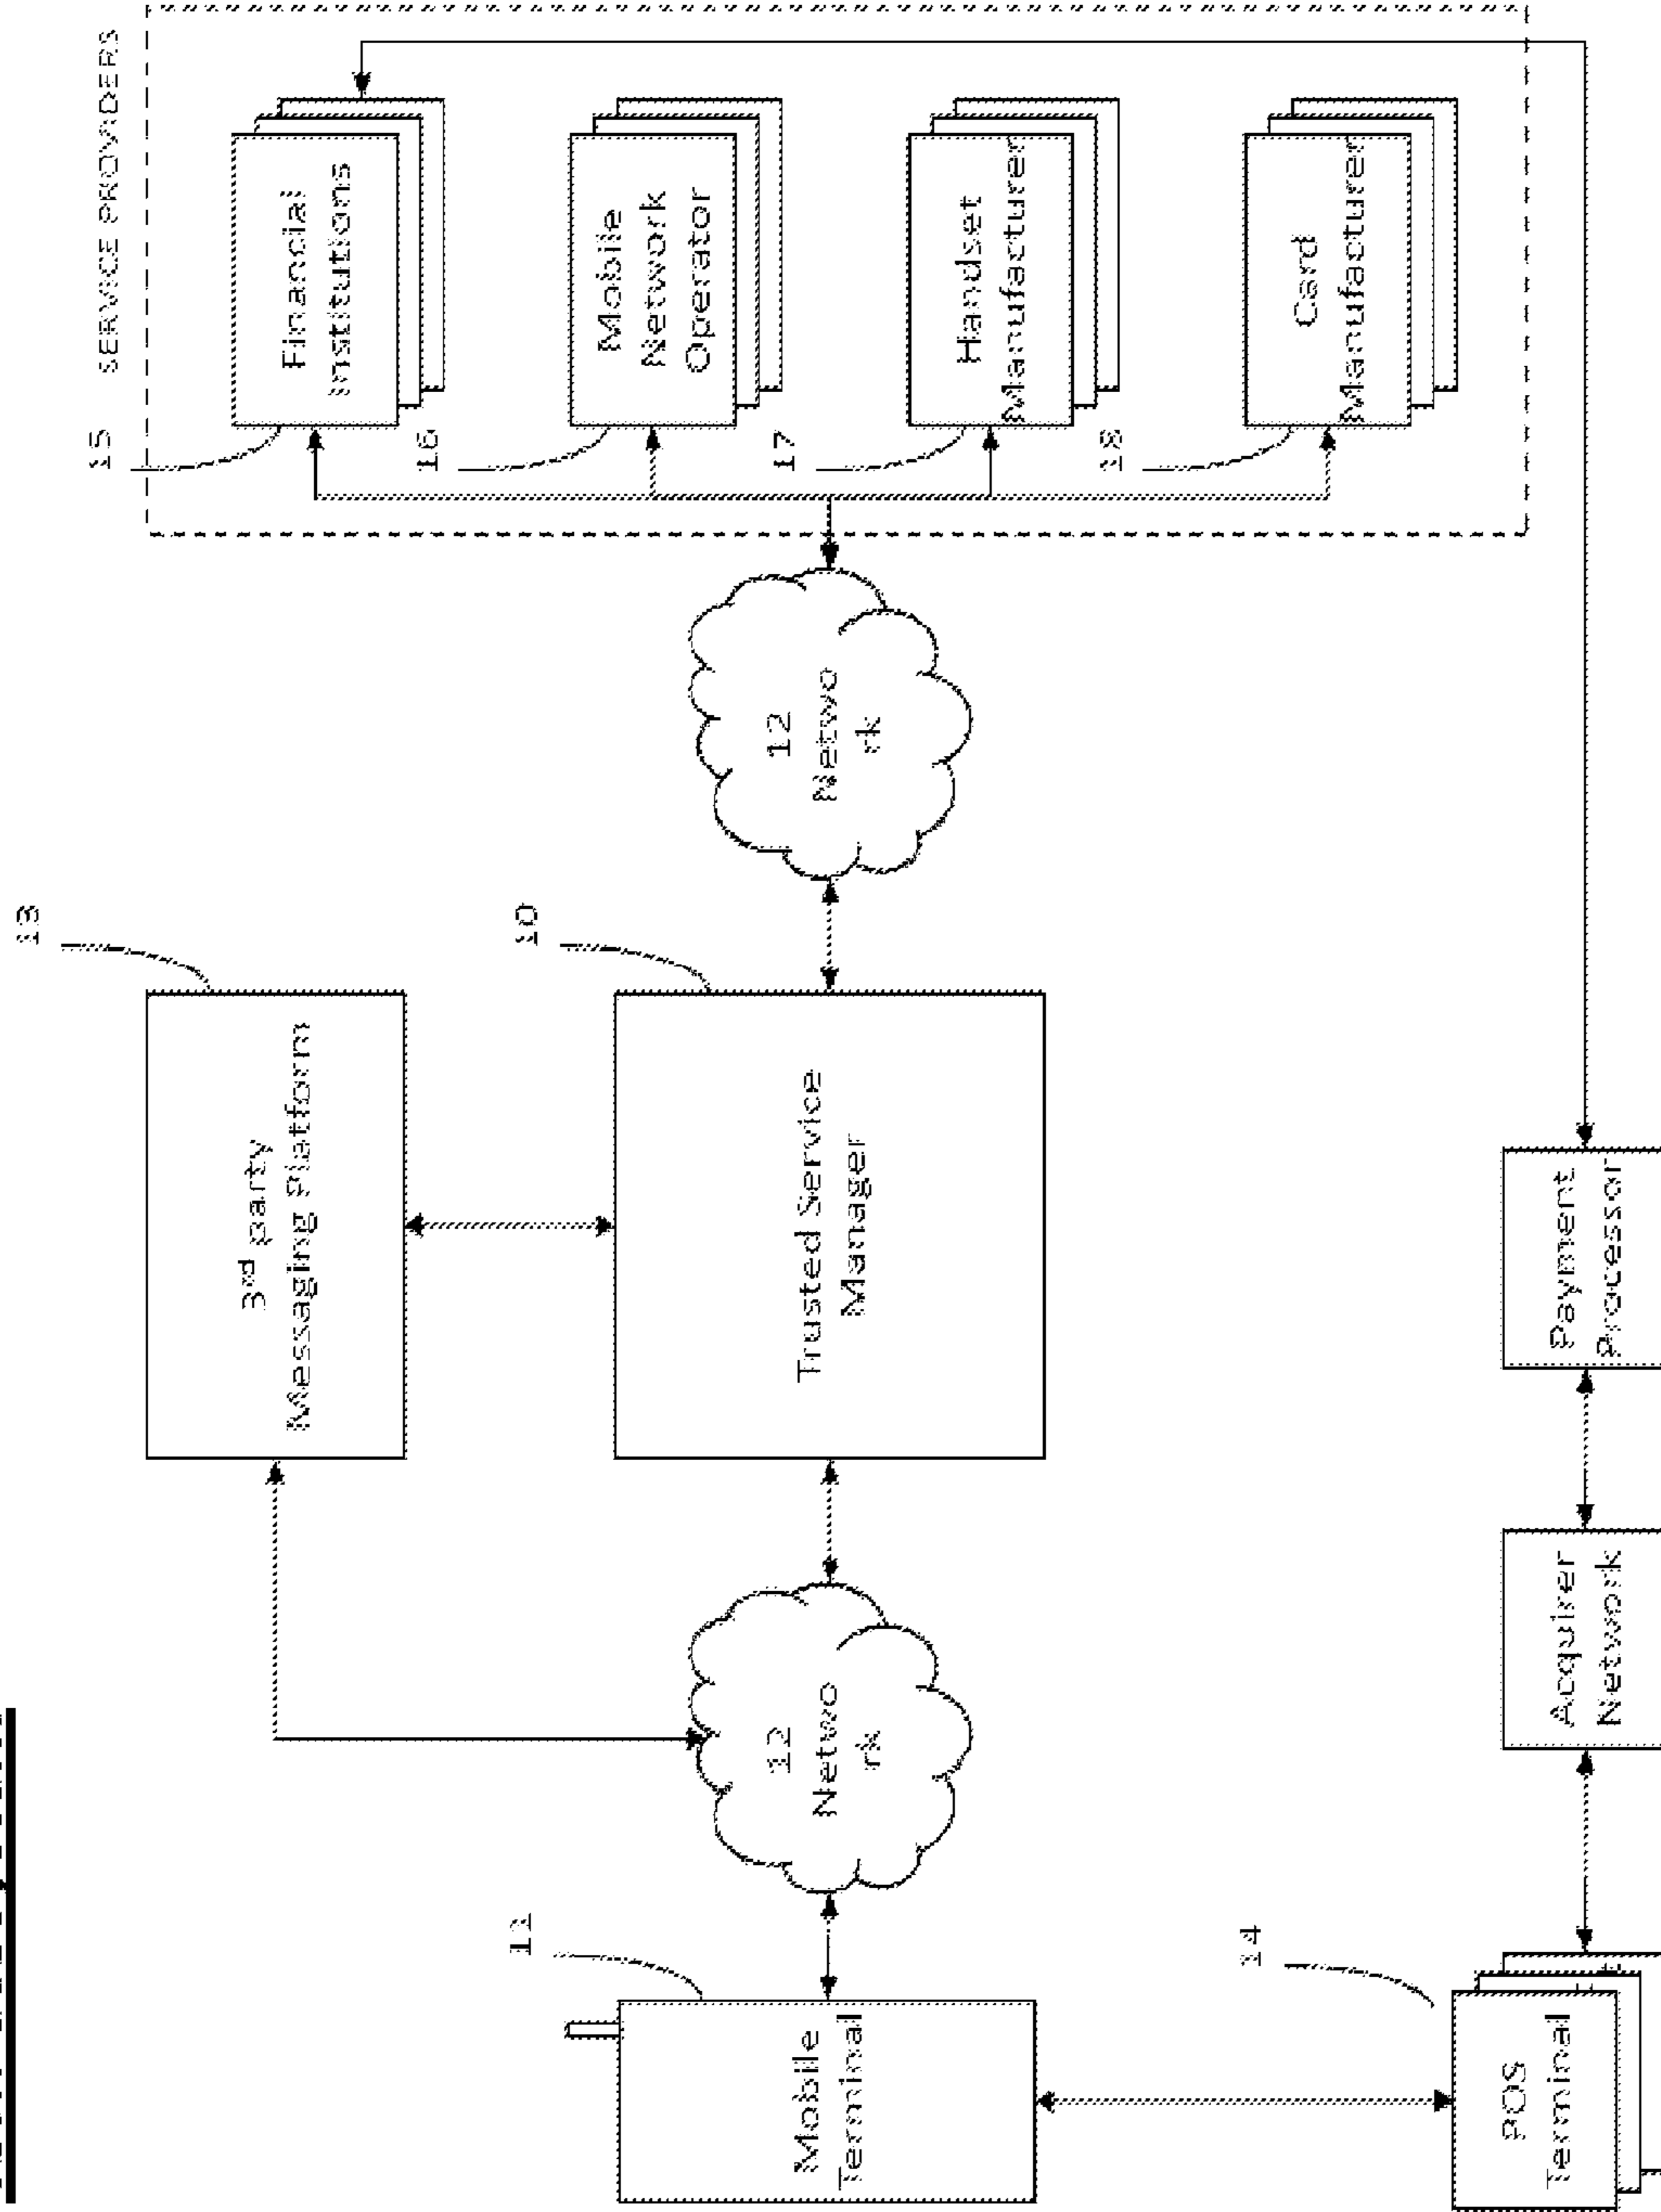 SERVICE PROVIDERS
13
3rd party
Messaging Platform
10
Trusted Service
Manager
11
Mobile
Terminal
12
Netwo
rk
12
Netwo
rk
15
Financial
Institutions
16
Mobile
Network
Operator
17
Handset
Manufacturer
18
Card
Manufacturer
14
POS
Terminal
Acquirer
Network
Payment
Processor